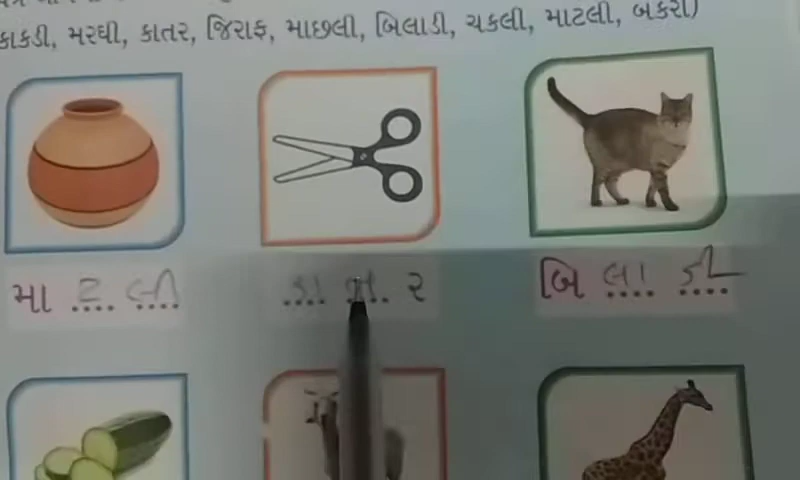 કાકડી, મરઘી, કાતર, જિરાફ, માછલી, બિલાડી, ચકલી, માટલી, બકરી)
મા ટ લી
કા ત ર
બિ લા ડી